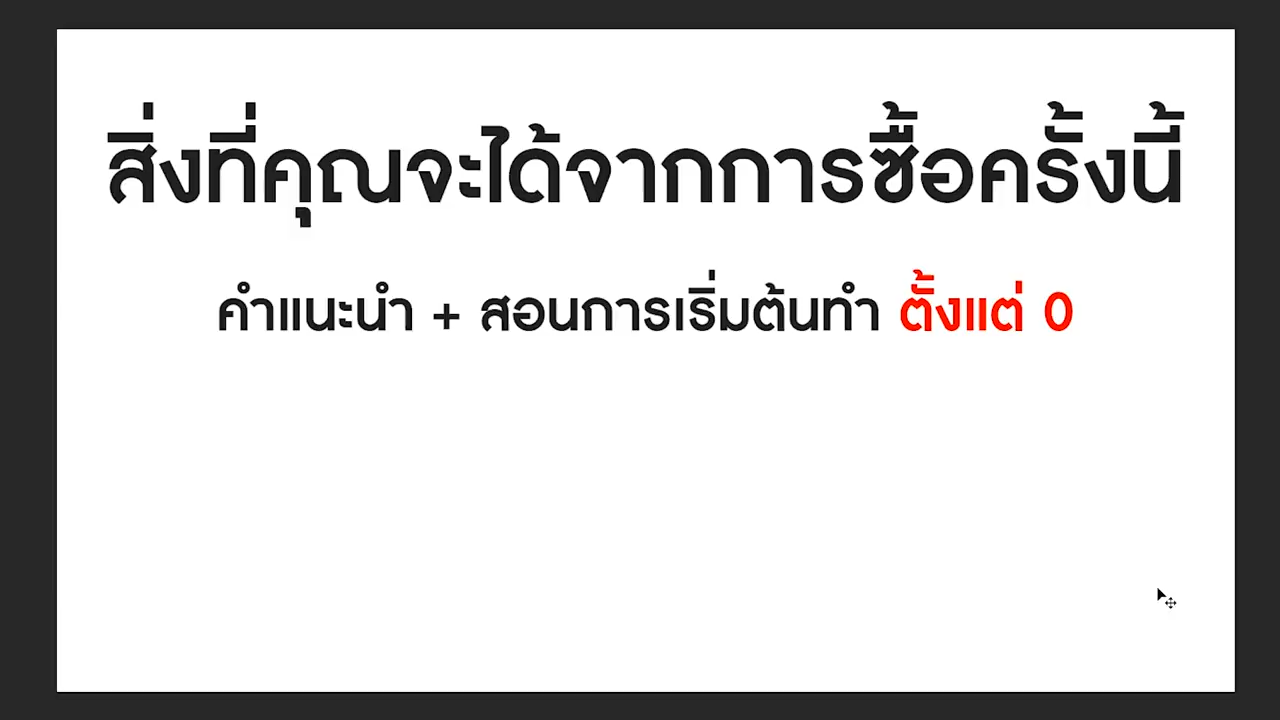 สิ่งที่คุณจะได้จากการซื้อครั้งนี้
คำแนะนำ + สอนการเริ่มต้นทำ ตั้งแต่ 0